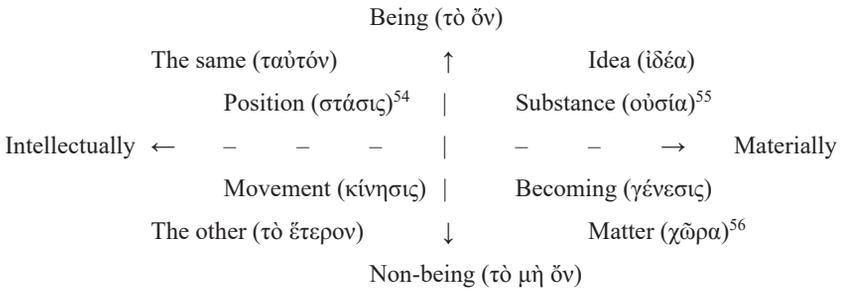 Being (τὸ ὄν)
The same (ταὐτόν) ↑ Idea (ἰδέα)
Position (στάσις)54 | Substance (οὐσία)55
Intellectually ← – – – | – – → Materially
Movement (κίνησις) | Becoming (γένεσις)
The other (τὸ ἕτερον) ↓ Matter (χῶρα)56
Non-being (τὸ μὴ ὄν)